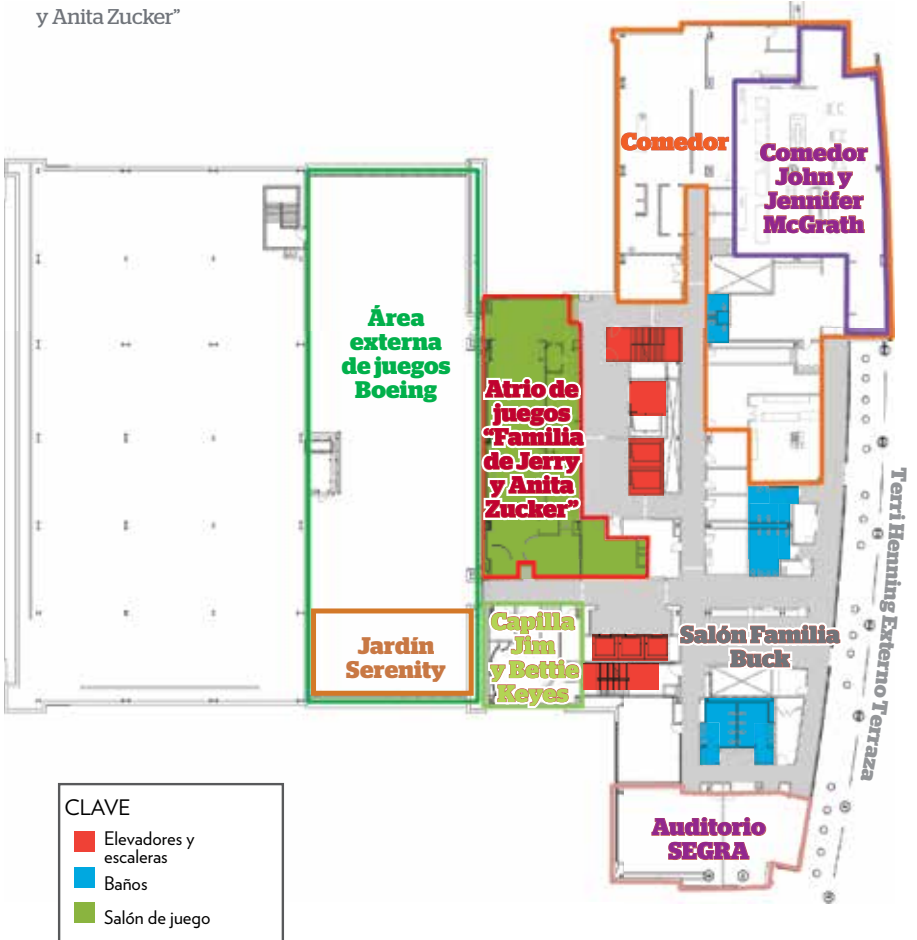 y Anita Zucker”
Comedor
Comedor
John y
Jennifer
McGrath
Área
externa
de juegos
Boeing
Atrio de
juegos
“Familia
de Jerry
y Anita
Zucker”
Terri Henning Externo Terraza
Jardín
Serenity
Capilla
Jim
y Bettie
Keyes
Salón Familia
Buck
Auditorio
SEGRA
CLAVE
Elevadores y
escaleras
Baños
Salón de juego